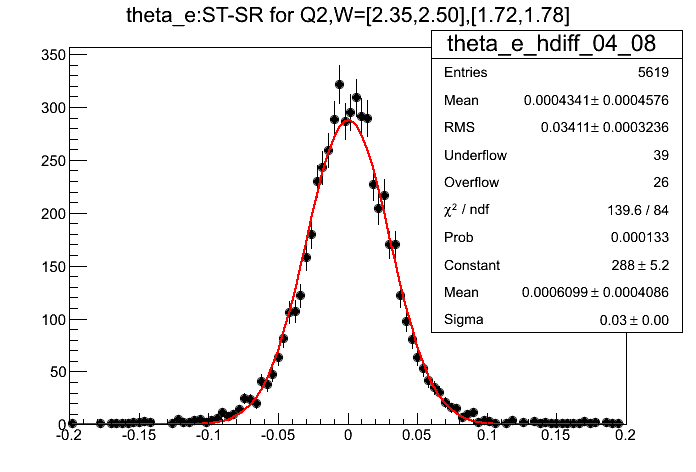 theta_e:ST-SR for Q2,W=[2.35,2.50],[1.72,1.78]
theta_e_hdiff_04_08
Entries 5619
Mean 0.0004341± 0.0004576
RMS 0.03411± 0.0003236
Underflow 39
Overflow 26
χ² / ndf 139.6 / 84
Prob 0.000133
Constant 288 ± 5.2
Mean 0.0006099 ± 0.0004086
Sigma 0.03 ± 0.00
350
300
250
200
150
100
50
0
-0.2 -0.15 -0.1 -0.05 0 0.05 0.1 0.15 0.2